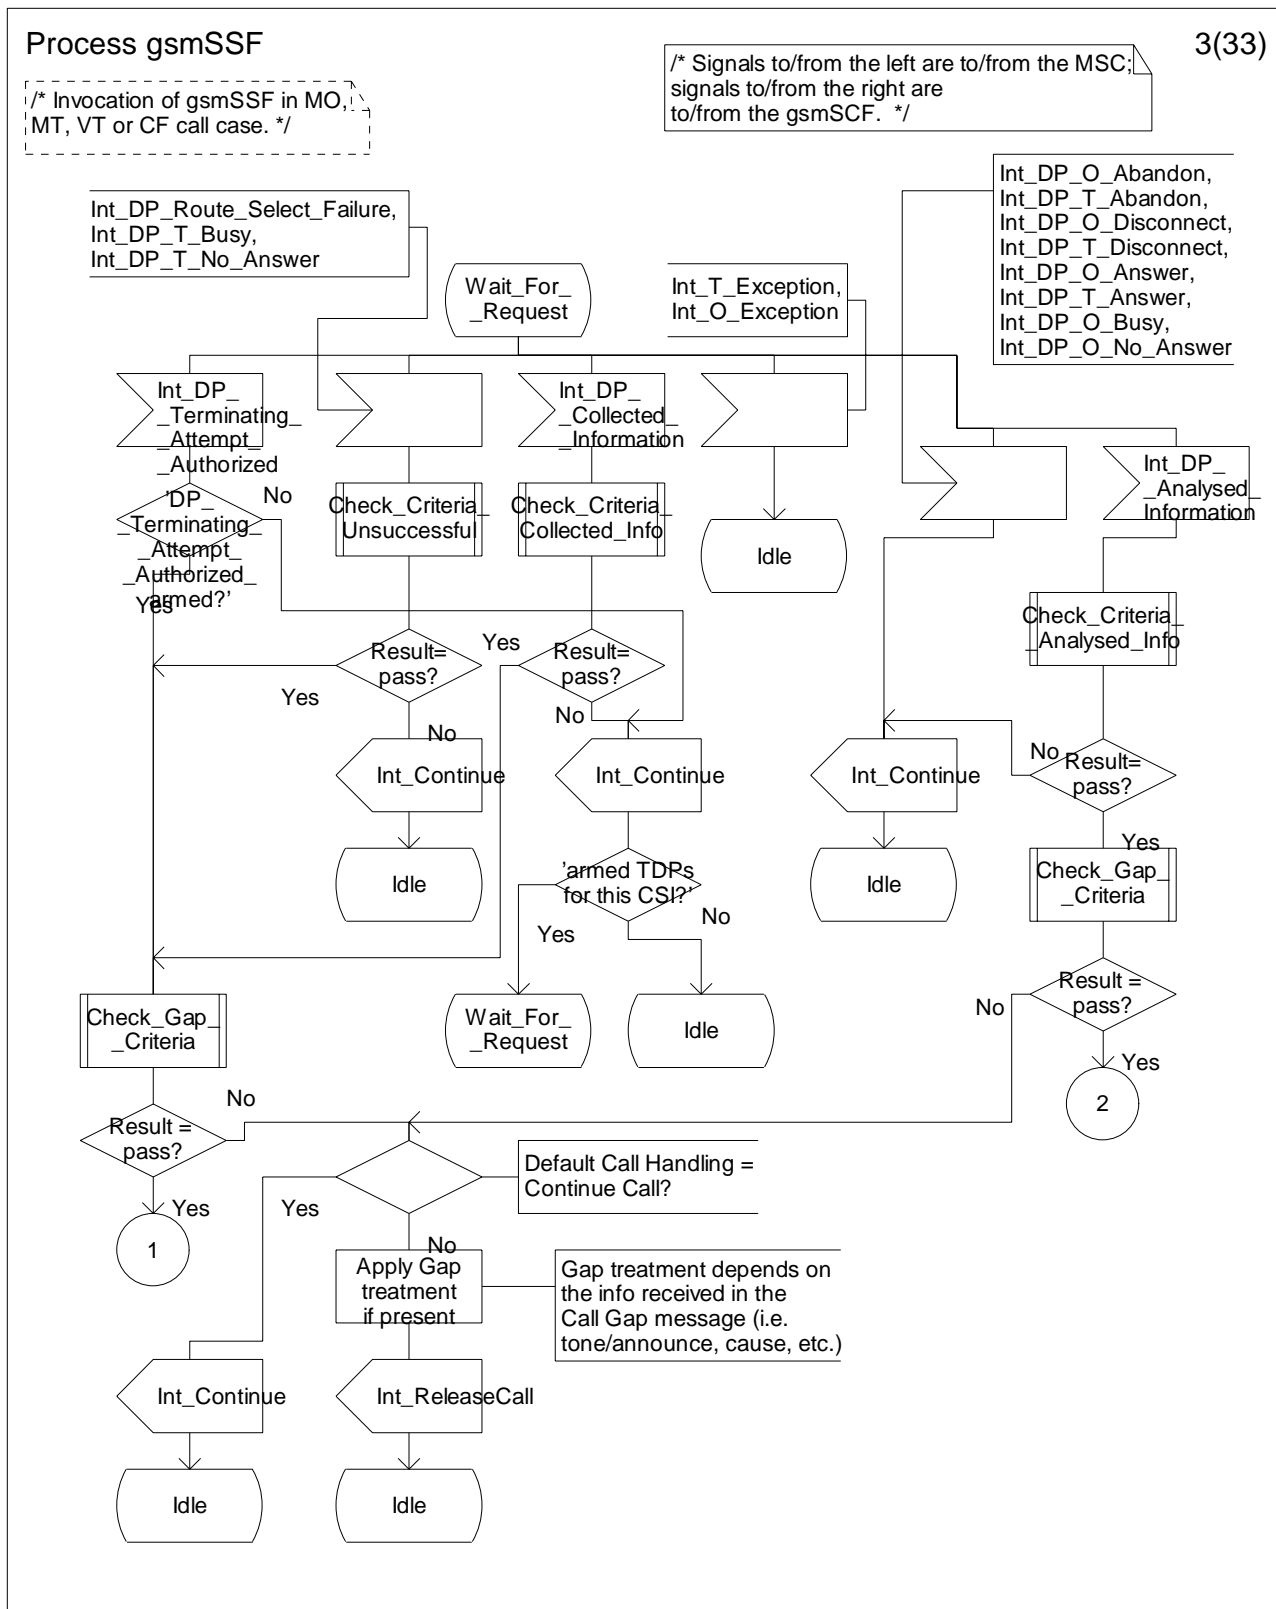 Process gsmSSF
3(33)
/* Invocation of gsmSSF in MO,
MT, VT or CF call case. */
/* Signals to/from the left are to/from the MSC;
signals to/from the right are
to/from the gsmSCF. */
Int_DP_Route_Select_Failure,
Int_DP_T_Busy,
Int_DP_T_No_Answer
Wait_For_
_Request
Int_T_Exception,
Int_O_Exception
Int_DP_O_Abandon,
Int_DP_T_Abandon,
Int_DP_O_Disconnect,
Int_DP_T_Disconnect,
Int_DP_O_Answer,
Int_DP_T_Answer,
Int_DP_O_Busy,
Int_DP_O_No_Answer
Int_DP_
_Terminating_
_Attempt_
_Authorized
Int_DP_
_Collected_
_Information
Int_DP_
_Analysed_
_Information
'DP_
_Terminating_
_Attempt_
_Authorized_
armed?'
No
Yes
Check_Criteria_
_Unsuccessful
Check_Criteria_
_Collected_Info
Idle
Check_Criteria_
_Analysed_Info
Result=
pass?
Yes
No
Result=
pass?
Yes
No
Int_Continue
Int_Continue
Int_Continue
Result=
pass?
No
Yes
Idle
'armed TDPs
for this CSI?'
Yes
No
Idle
Check_Gap_
_Criteria
Wait_For_
_Request
Idle
Result =
pass?
No
Yes
2
Check_Gap_
_Criteria
Result =
pass?
No
Yes
1
Default Call Handling =
Continue Call?
Yes
No
Apply Gap
treatment
if present
Gap treatment depends on
the info received in the
Call Gap message (i.e.
tone/announce, cause, etc.)
Int_Continue
Int_ReleaseCall
Idle
Idle